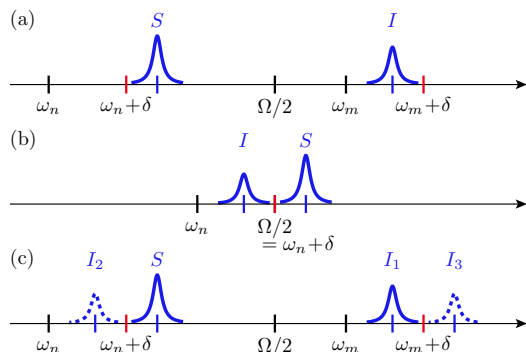 (a) S I
ωₙ ωₙ+δ Ω/2 ωₘ ωₘ+δ
(b) I S
ωₙ Ω/2
=ωₙ+δ
(c) I₂ S I₁ I₃
ωₙ ωₙ+δ Ω/2 ωₘ ωₘ+δ